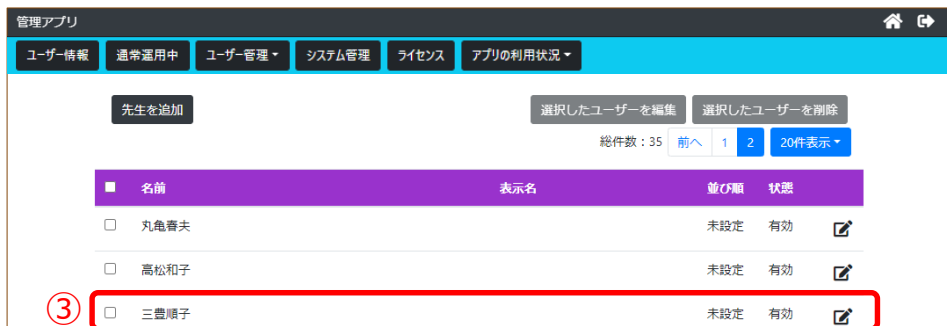 管理アプリ
ユーザー情報 通常運用中 ユーザー管理 システム管理 ライセンス アプリの利用状況
先生を追加 選択したユーザーを編集 選択したユーザーを削除
総件数：35 前へ 1 2 20件表示
名前 表示名 並び順 状態
丸亀春夫 未設定 有効
高松和子 未設定 有効
③ 三豊順子 未設定 有効